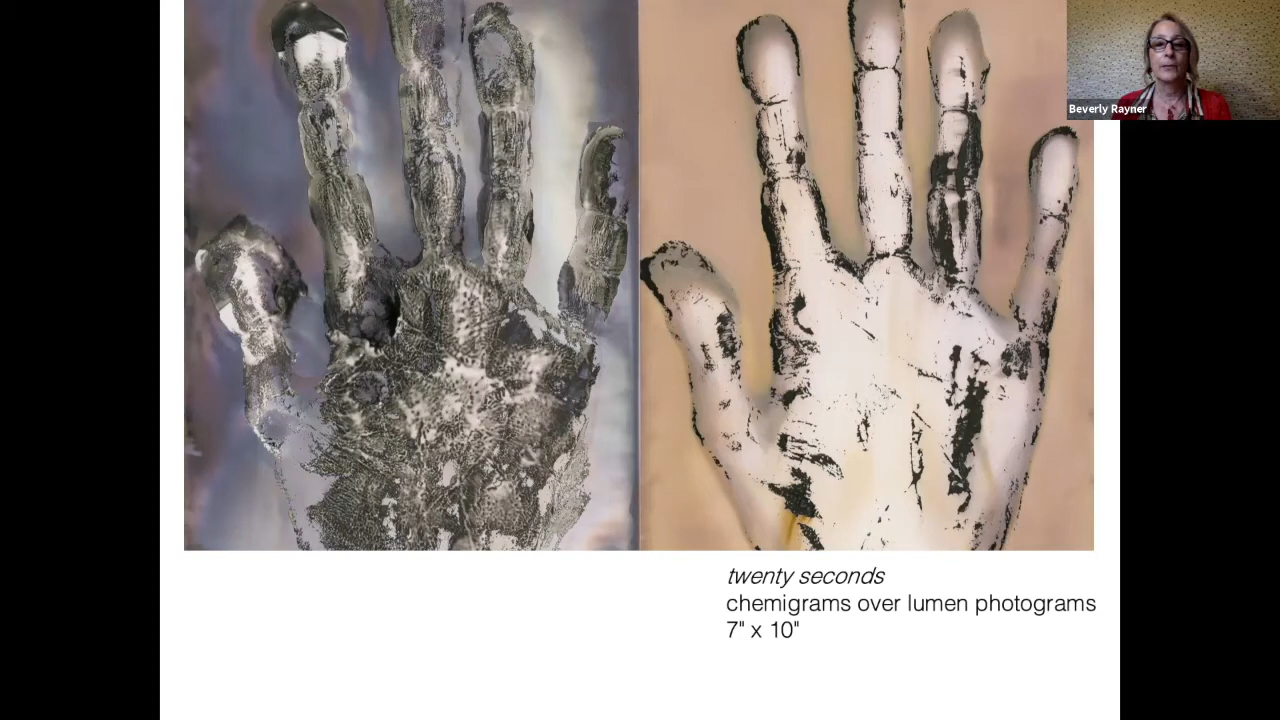 Beverly Rayner
twenty seconds
chemigrams over lumen photograms
7" x 10"